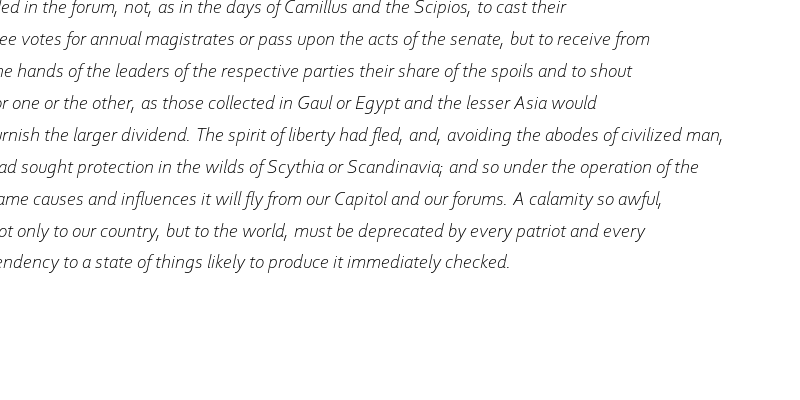 led in the forum, not, as in the days of Camillus and the Scipios, to cast their
ee votes for annual magistrates or pass upon the acts of the senate, but to receive from
he hands of the leaders of the respective parties their share of the spoils and to shout
or one or the other, as those collected in Gaul or Egypt and the lesser Asia would
urnish the larger dividend. The spirit of liberty had fled, and, avoiding the abodes of civilized man,
ad sought protection in the wilds of Scythia or Scandinavia; and so under the operation of the
ame causes and influences it will fly from our Capitol and our forums. A calamity so awful,
ot only to our country, but to the world, must be deprecated by every patriot and every
endency to a state of things likely to produce it immediately checked.